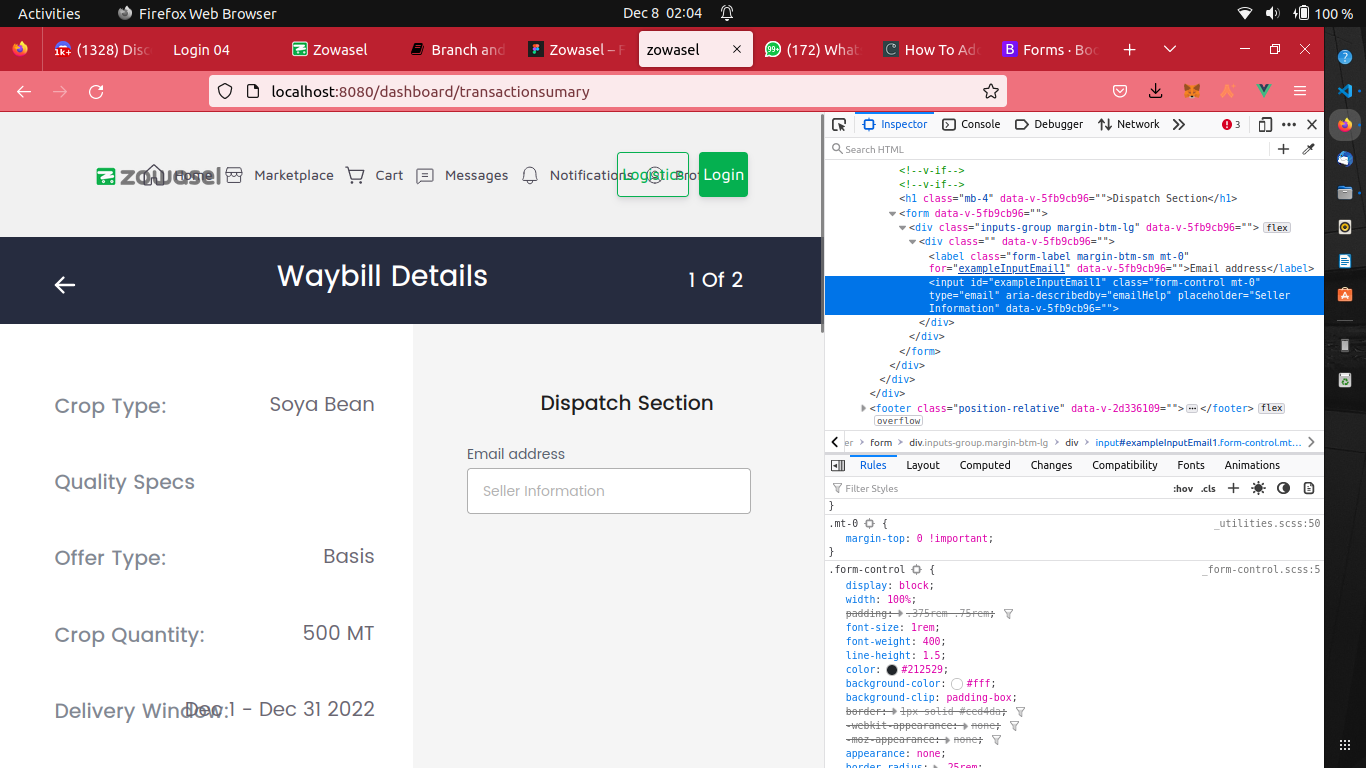 Activities
Firefox Web Browser
Dec 8 02:04
100 %
1K+ (1328) Disc
Login 04
Zowasel
Branch and
Zowasel – F
zowasel
99+ (172) What
How To Add
Forms · Boo
localhost:8080/dashboard/transactionsumary
zowasel
Home
Marketplace
Cart
Messages
Notifications
Logistics
Login
Waybill Details
1 Of 2
Crop Type:
Soya Bean
Quality Specs
Offer Type:
Basis
Crop Quantity:
500 MT
Delivery Window:
Dec 1 - Dec 31 2022
Dispatch Section
Email address
Seller Information
Inspector
Console
Debugger
Network
3
Search HTML
<!--v-if-->
<!--v-if-->
<h1 class="mb-4" data-v-5fb9cb96="">Dispatch Section</h1>
<form data-v-5fb9cb96="">
<div class="inputs-group margin-btm-lg" data-v-5fb9cb96=""> flex
<div class="" data-v-5fb9cb96="">
<label class="form-label margin-btm-sm mt-0"
for="exampleInputEmail1" data-v-5fb9cb96="">Email address</label>
<input id="exampleInputEmail1" class="form-control mt-0"
type="email" aria-describedby="emailHelp" placeholder="Seller
Information" data-v-5fb9cb96="">
</div>
</div>
</form>
</div>
</div>
</div>
<footer class="position-relative" data-v-2d336109=""> ⋯ </footer> flex
overflow
er > form > div.inputs-group.margin-btm-lg > div > input#exampleInputEmail1.form-control.mt…
Rules
Layout
Computed
Changes
Compatibility
Fonts
Animations
Filter Styles
:hov .cls
}
.mt-0 {
_utilities.scss:50
margin-top: 0 !important;
}
.form-control {
_form-control.scss:5
display: block;
width: 100%;
padding: .375rem .75rem;
font-size: 1rem;
font-weight: 400;
line-height: 1.5;
color: #212529;
background-color: #fff;
background-clip: padding-box;
border: 1px solid #ced4da;
-webkit-appearance: none;
-moz-appearance: none;
appearance: none;
border-radius: .25rem;